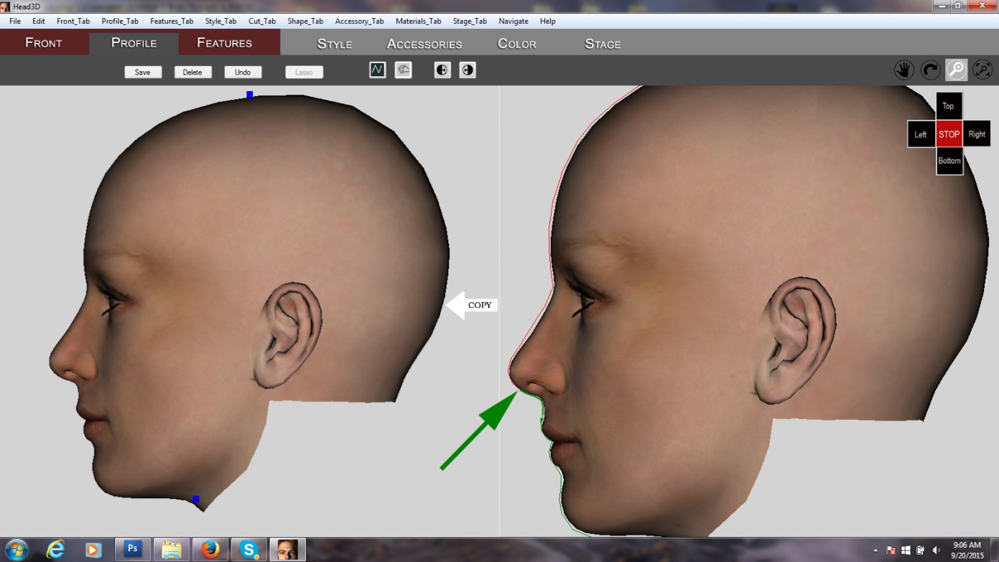 Head3D
File Edit Front_Tab Profile_Tab Features_Tab Style_Tab Cut_Tab Shape_Tab Accessory_Tab Materials_Tab Stage_Tab Navigate Help
FRONT PROFILE FEATURES STYLE ACCESSORIES COLOR STAGE
Save Delete Undo Lasso
Top
Left STOP Right
Bottom
COPY
Ps
9:06 AM
9/20/2015